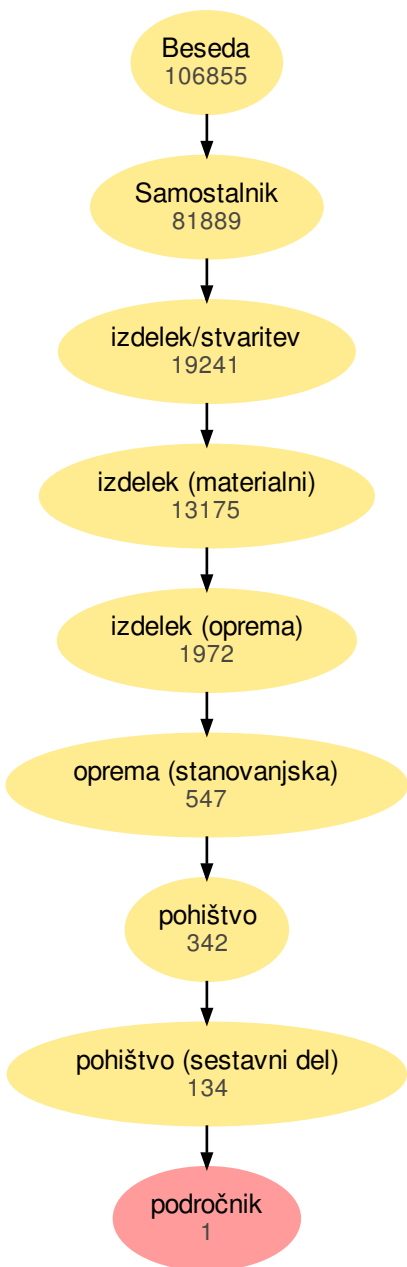 Beseda
106855
Samostalnik
81889
izdelek/stvaritev
19241
izdelek (materialni)
13175
izdelek (oprema)
1972
oprema (stanovanjska)
547
pohištvo
342
pohištvo (sestavni del)
134
področnik
1